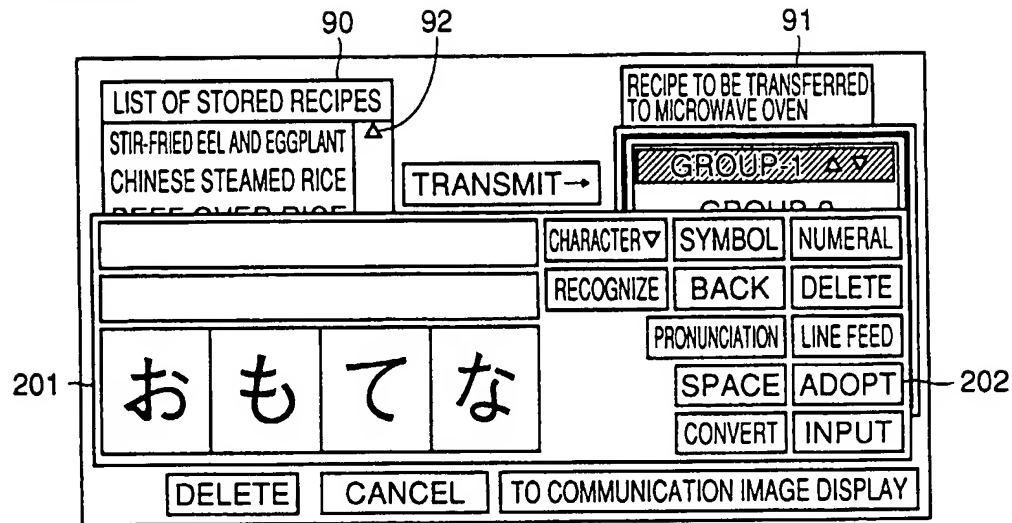 90 92 91
LIST OF STORED RECIPES
STIR-FRIED EEL AND EGGPLANT
CHINESE STEAMED RICE
TRANSMIT→
RECIPE TO BE TRANSFERRED
TO MICROWAVE OVEN
GROUP-1 △▽
CHARACTER▽ SYMBOL NUMERAL
RECOGNIZE BACK DELETE
PRONUNCIATION LINE FEED
201 おもてな SPACE ADOPT 202
CONVERT INPUT
DELETE CANCEL TO COMMUNICATION IMAGE DISPLAY